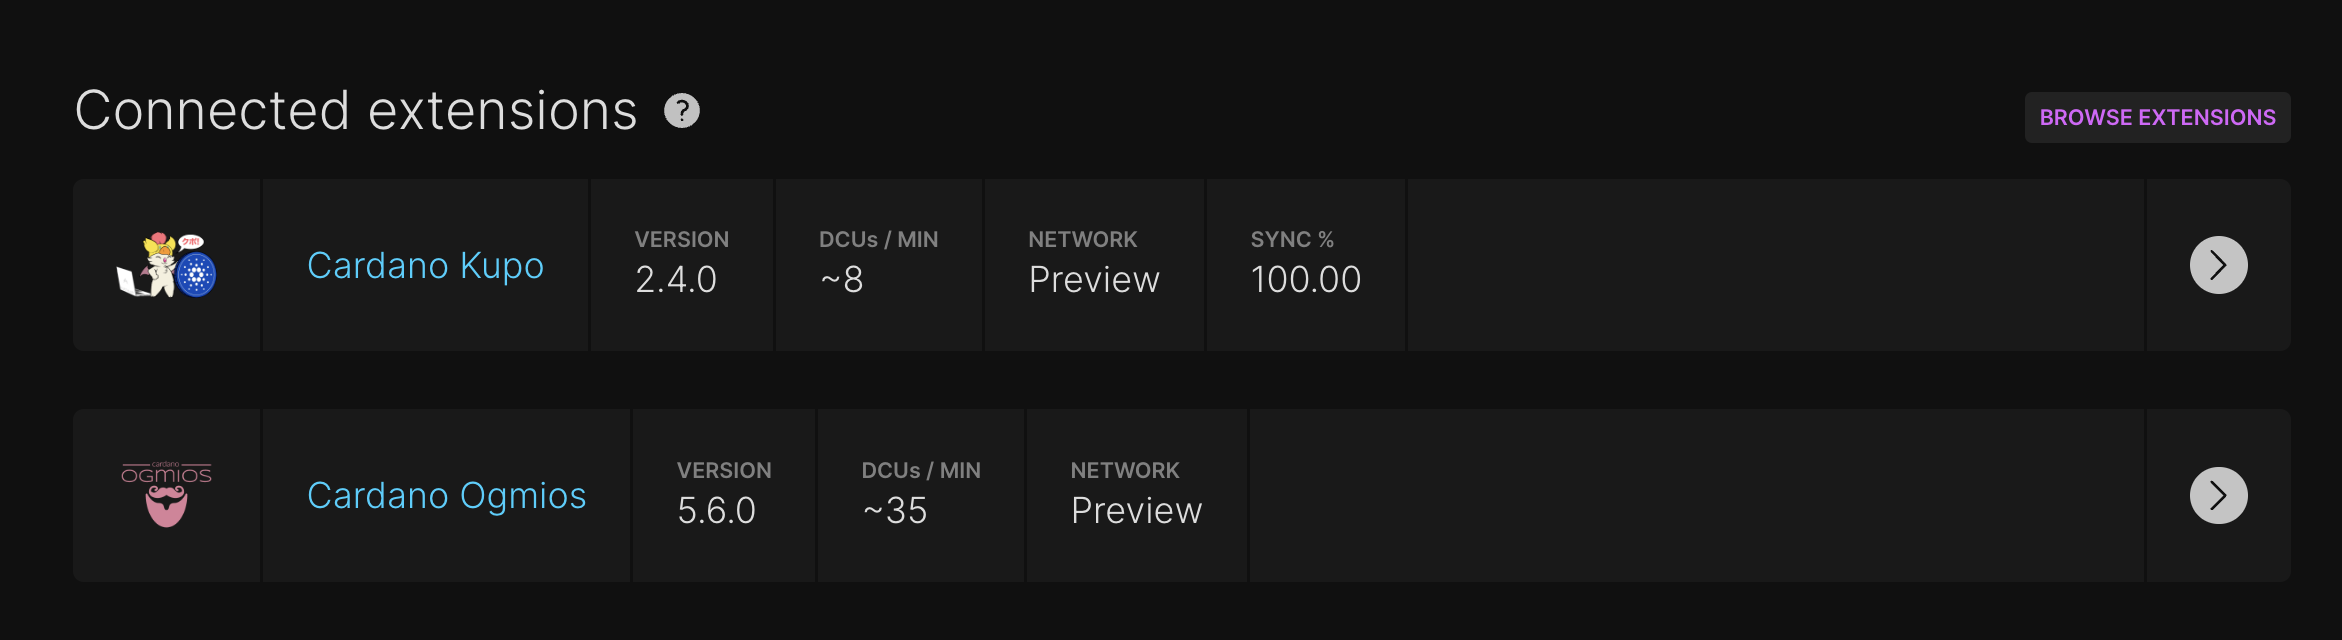 Connected extensions ?
BROWSE EXTENSIONS
クポ!
Cardano Kupo
VERSION
2.4.0
DCUs / MIN
~8
NETWORK
Preview
SYNC %
100.00
cardano
OGMIOS
Cardano Ogmios
VERSION
5.6.0
DCUs / MIN
~35
NETWORK
Preview